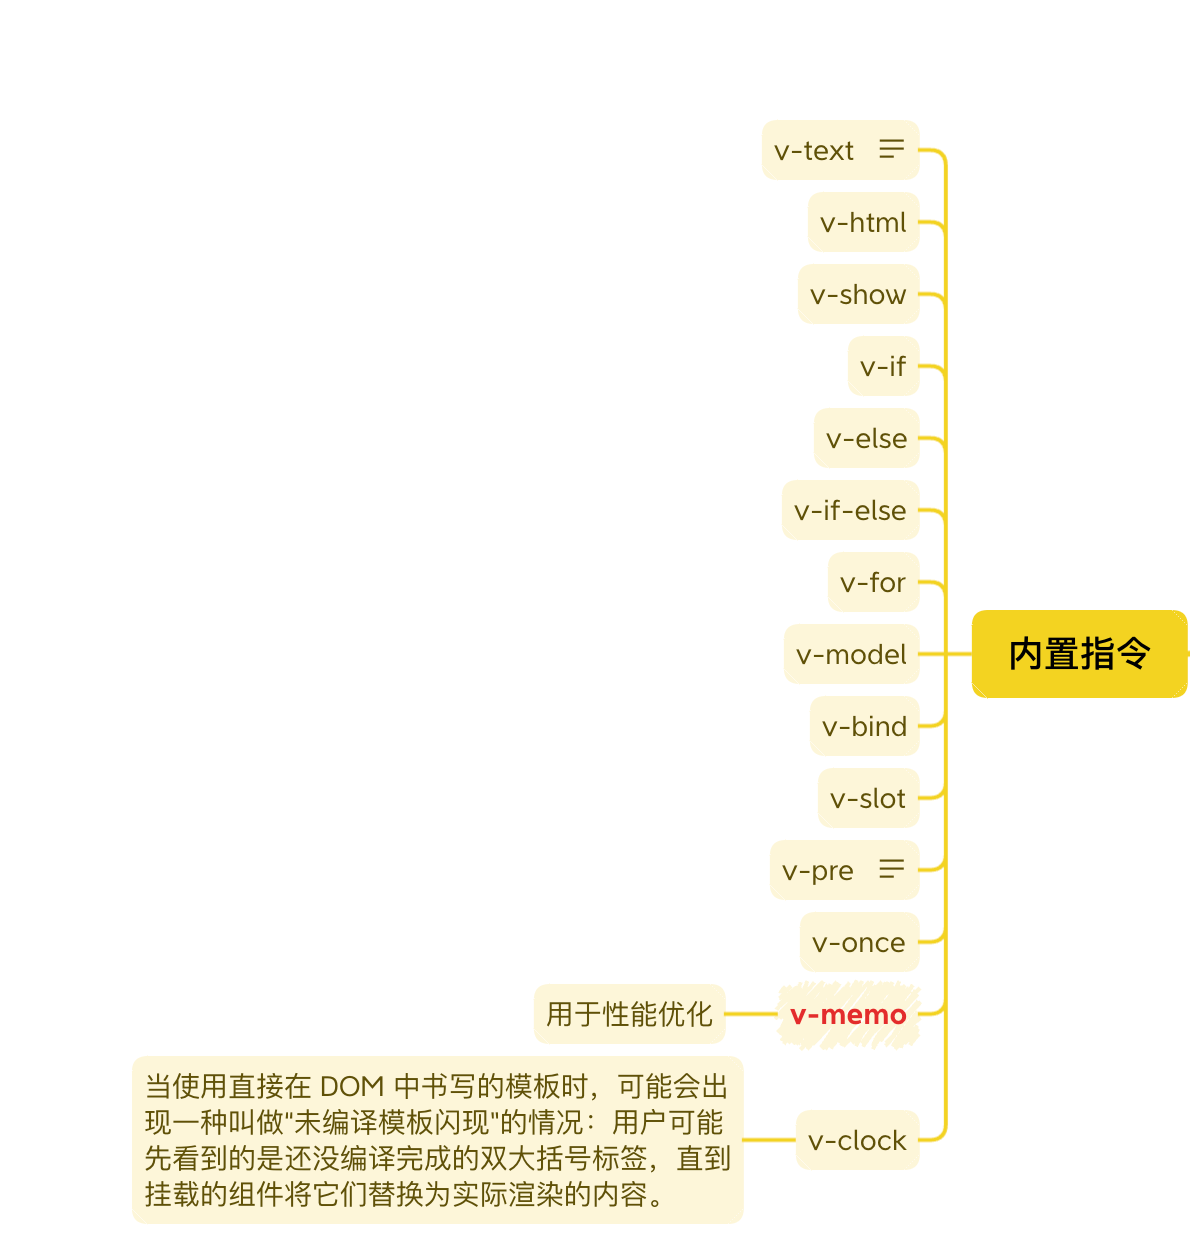 v-text
v-html
v-show
v-if
v-else
v-if-else
v-for
v-model
内置指令
v-bind
v-slot
v-pre
v-once
用于性能优化
v-memo
当使用直接在 DOM 中书写的模板时，可能会出
现一种叫做"未编译模板闪现"的情况：用户可能
先看到的是还没编译完成的双大括号标签，直到
挂载的组件将它们替换为实际渲染的内容。
v-clock